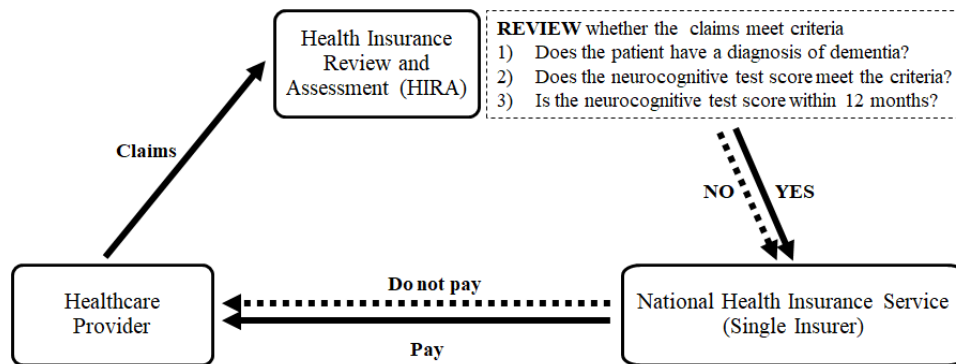 Health Insurance
Review and
Assessment (HIRA)
REVIEW whether the claims meet criteria
1) Does the patient have a diagnosis of dementia?
2) Does the neurocognitive test score meet the criteria?
3) Is the neurocognitive test score within 12 months?
Claims
NO
YES
Healthcare
Provider
Do not pay
Pay
National Health Insurance Service
(Single Insurer)